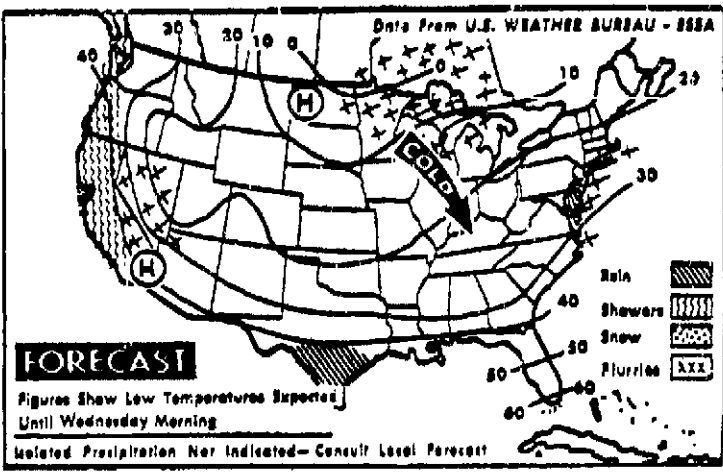 Data From U.S. WEATHER BUREAU - ESSA
30 20 10 0
40
0
10
20
H
COLD
30
H
Rain
40
Showers
Snow
50 50
Flurries
60 60
FORECAST
Figures Show Low Temperatures Expected
Until Wednesday Morning
Isolated Precipitation Not Indicated—Consult Local Forecast